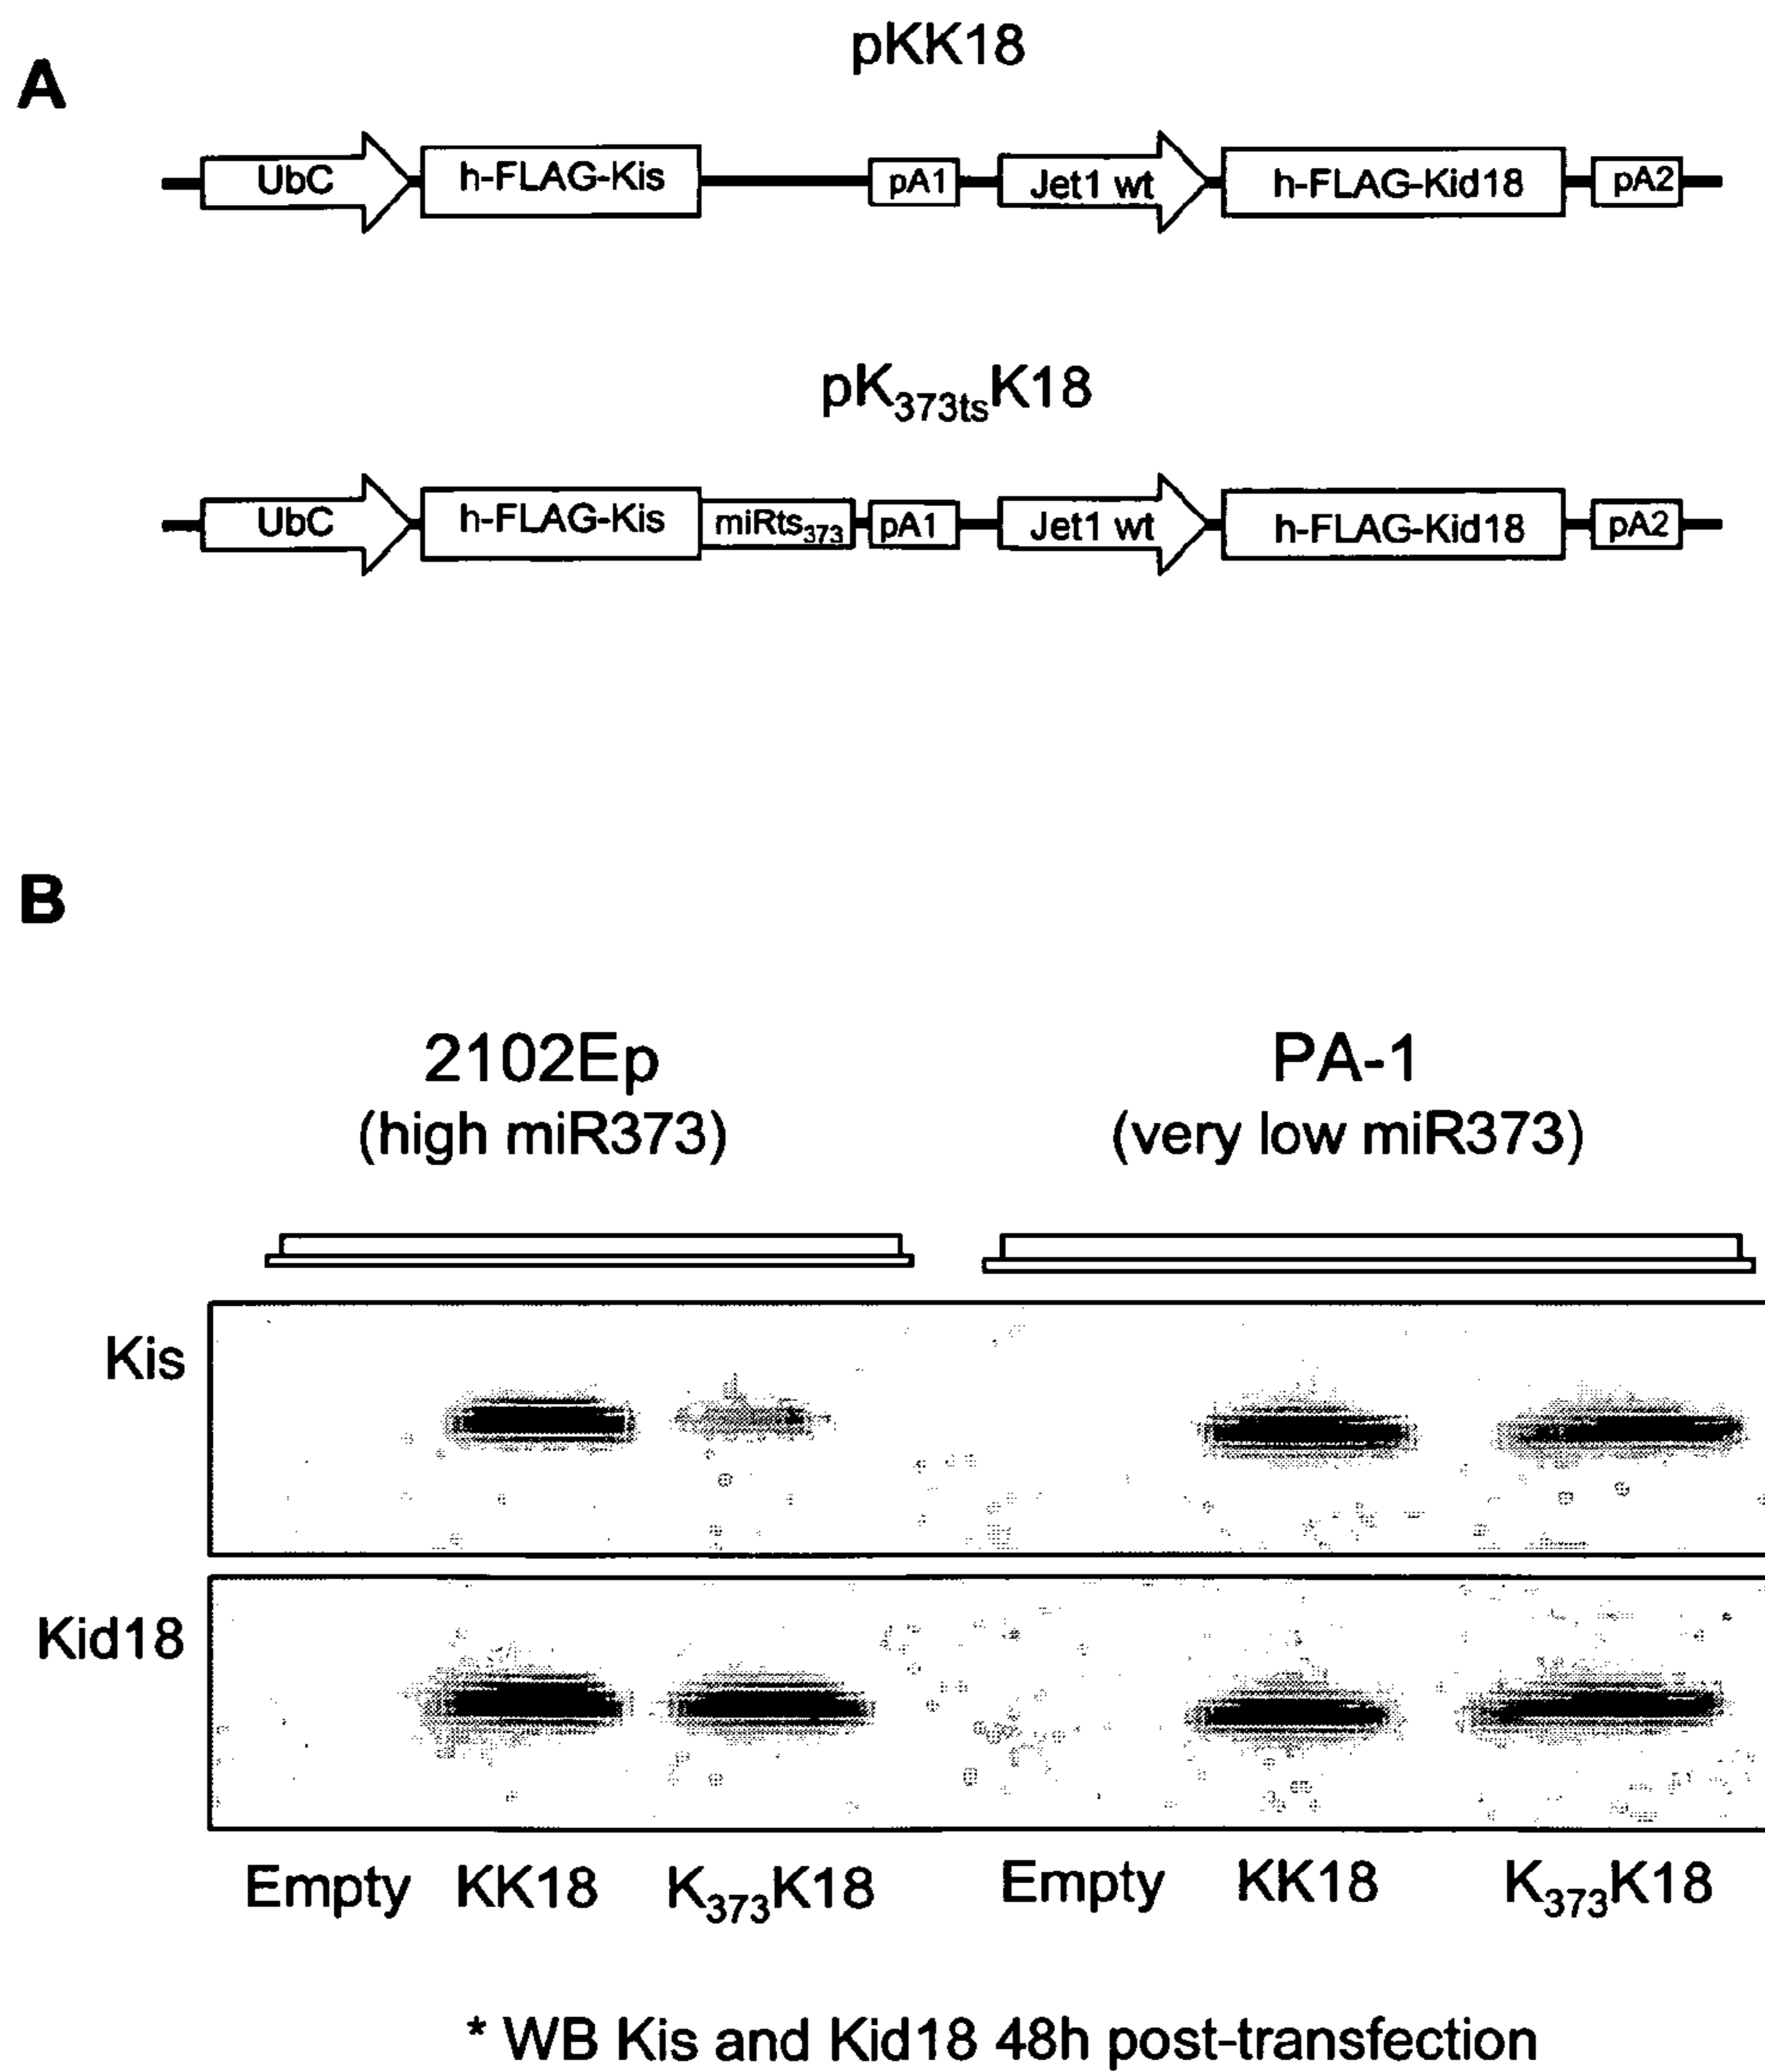 A
pKK18
UbC h-FLAG-Kis pA1 Jet1 wt h-FLAG-Kid18 pA2
pK373tsK18
UbC h-FLAG-Kis miRts373 pA1 Jet1 wt h-FLAG-Kid18 pA2
B
2102Ep PA-1
(high miR373) (very low miR373)
Kis
Kid18
Empty KK18 K373K18 Empty KK18 K373K18
* WB Kis and Kid18 48h post-transfection